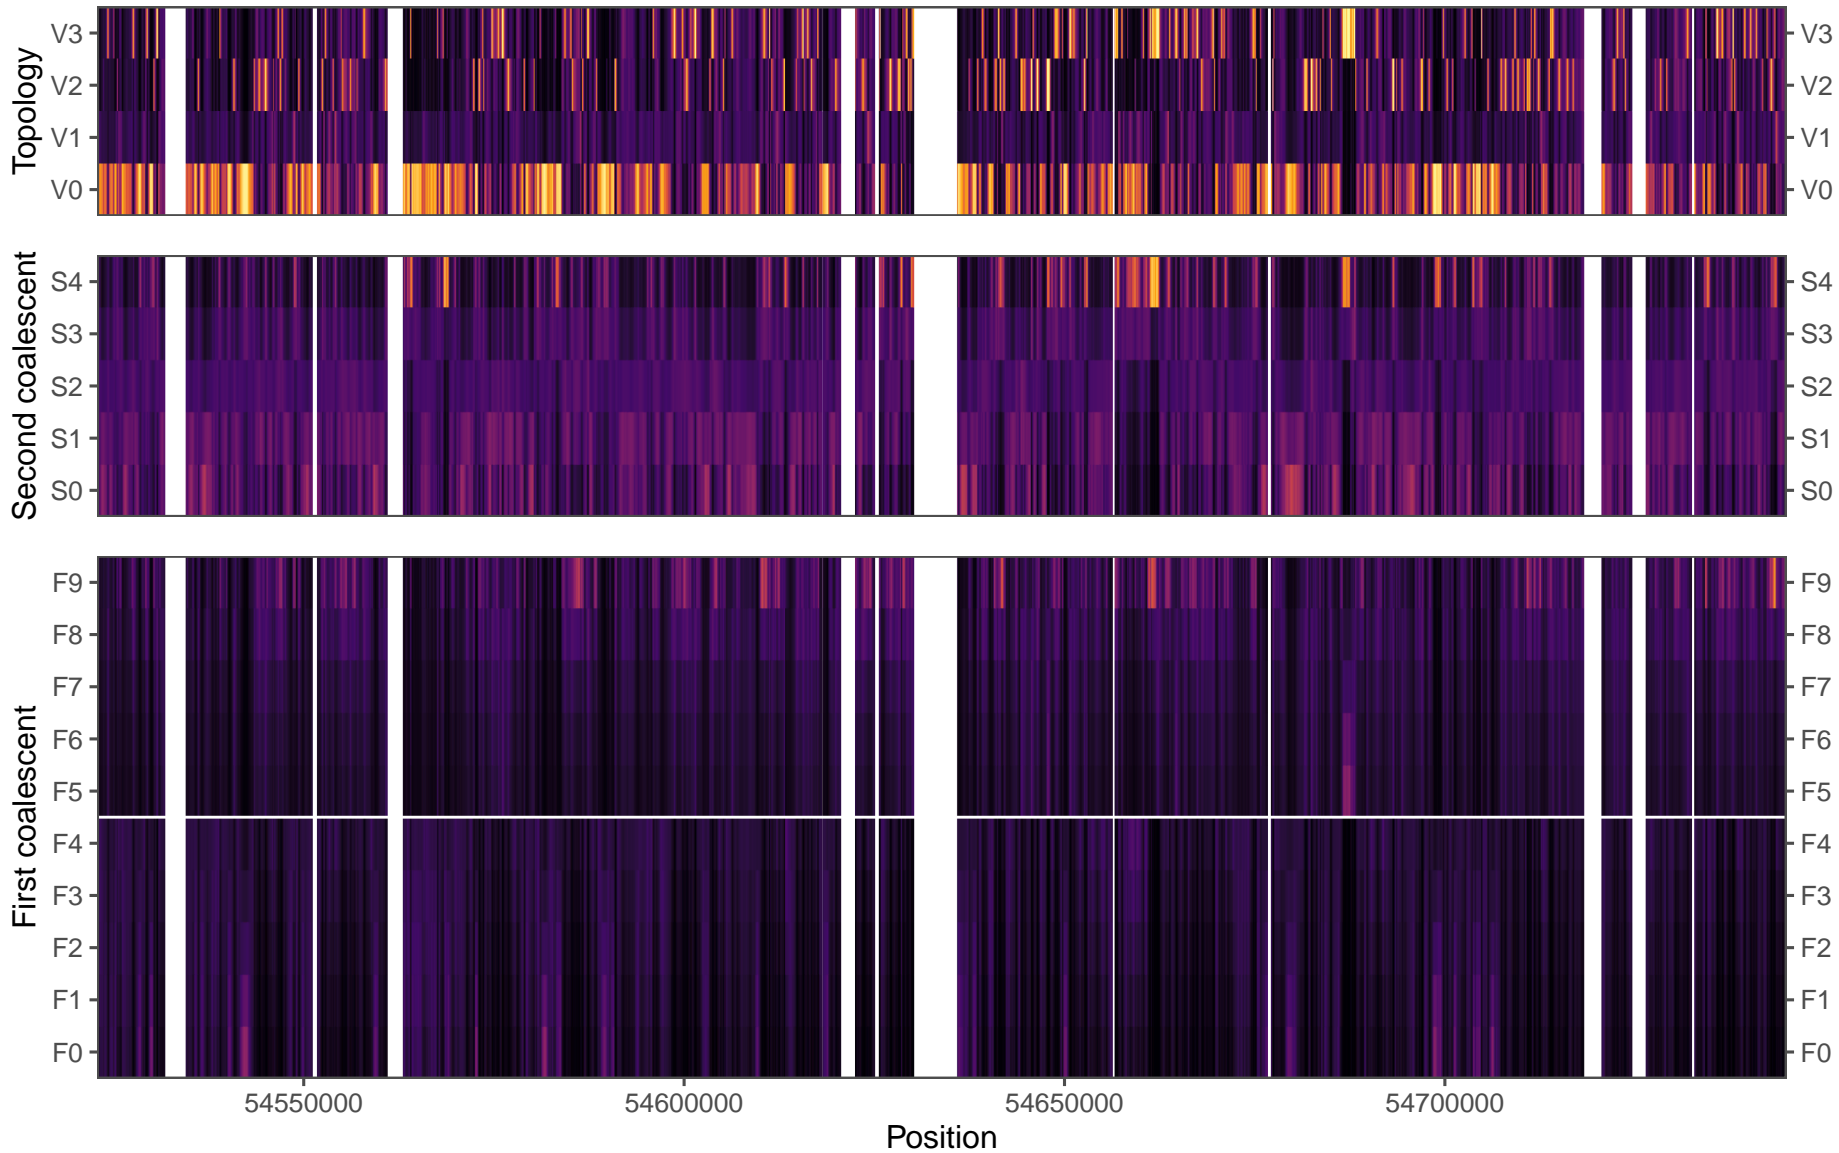 Topology
V3
V2
V1
V0
V3
V2
V1
V0
Second coalescent
S4
S3
S2
S1
S0
S4
S3
S2
S1
S0
First coalescent
F9
F8
F7
F6
F5
F4
F3
F2
F1
F0
F9
F8
F7
F6
F5
F4
F3
F2
F1
F0
54550000 54600000 54650000 54700000
Position